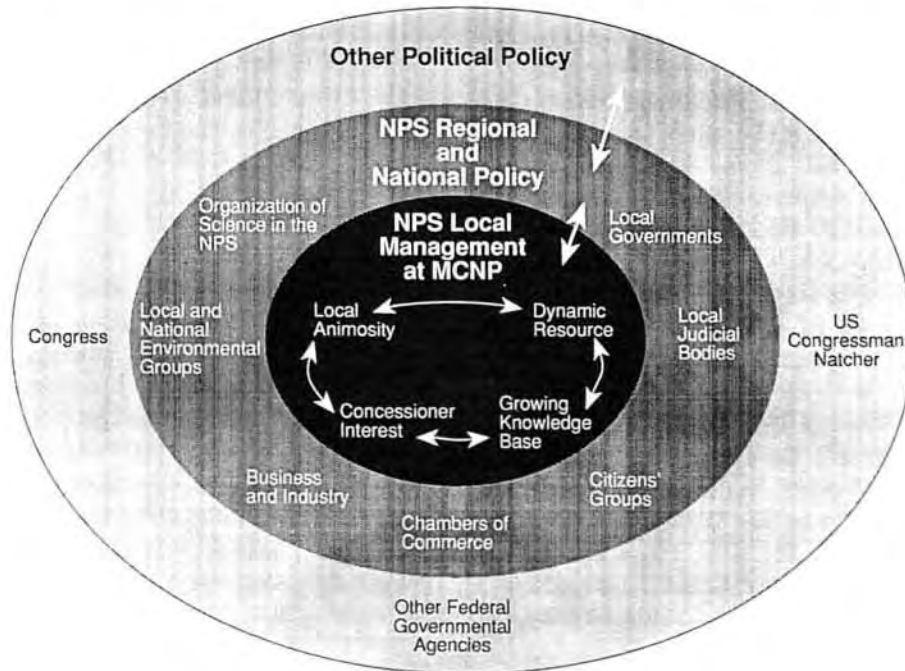 Other Political Policy
NPS Regional
and
National Policy
Organization of
Science in the
NPS
NPS Local
Management
at MCNP
Local
Governments
Local and
National
Environmental
Groups
Congress
Local
Animosity
Dynamic
Resource
Local
Judicial
Bodies
US
Congressman
Natcher
Concessioner
Interest
Growing
Knowledge
Base
Business
and Industry
Citizens'
Groups
Chambers of
Commerce
Other Federal
Governmental
Agencies